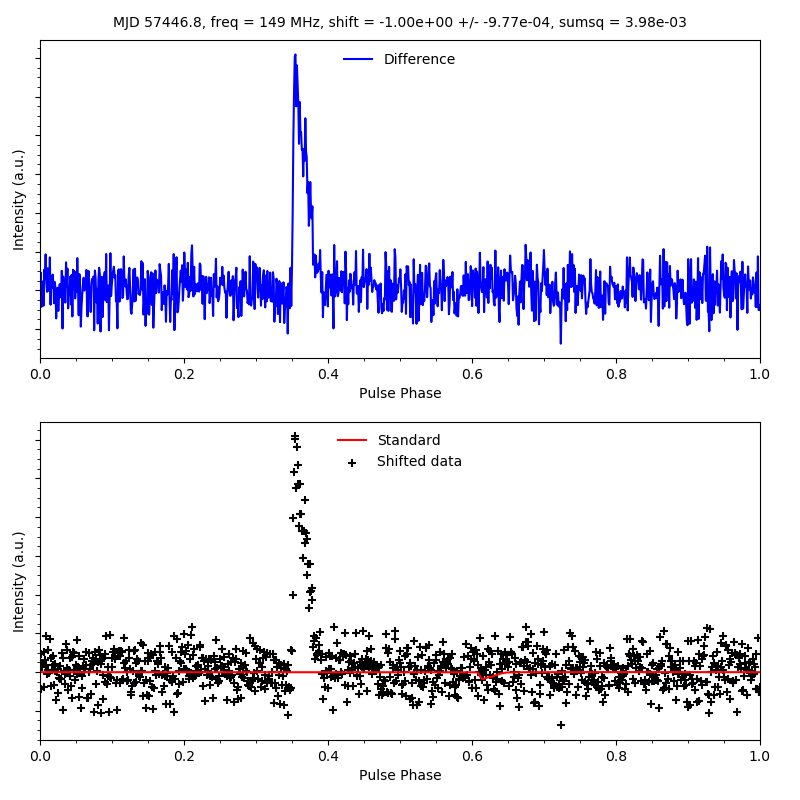 MJD 57446.8, freq = 149 MHz, shift = -1.00e+00 +/- -9.77e-04, sumsq = 3.98e-03
Difference
Intensity (a.u.)
0.0 0.2 0.4 0.6 0.8 1.0
Pulse Phase
Standard
Shifted data
Intensity (a.u.)
0.0 0.2 0.4 0.6 0.8 1.0
Pulse Phase